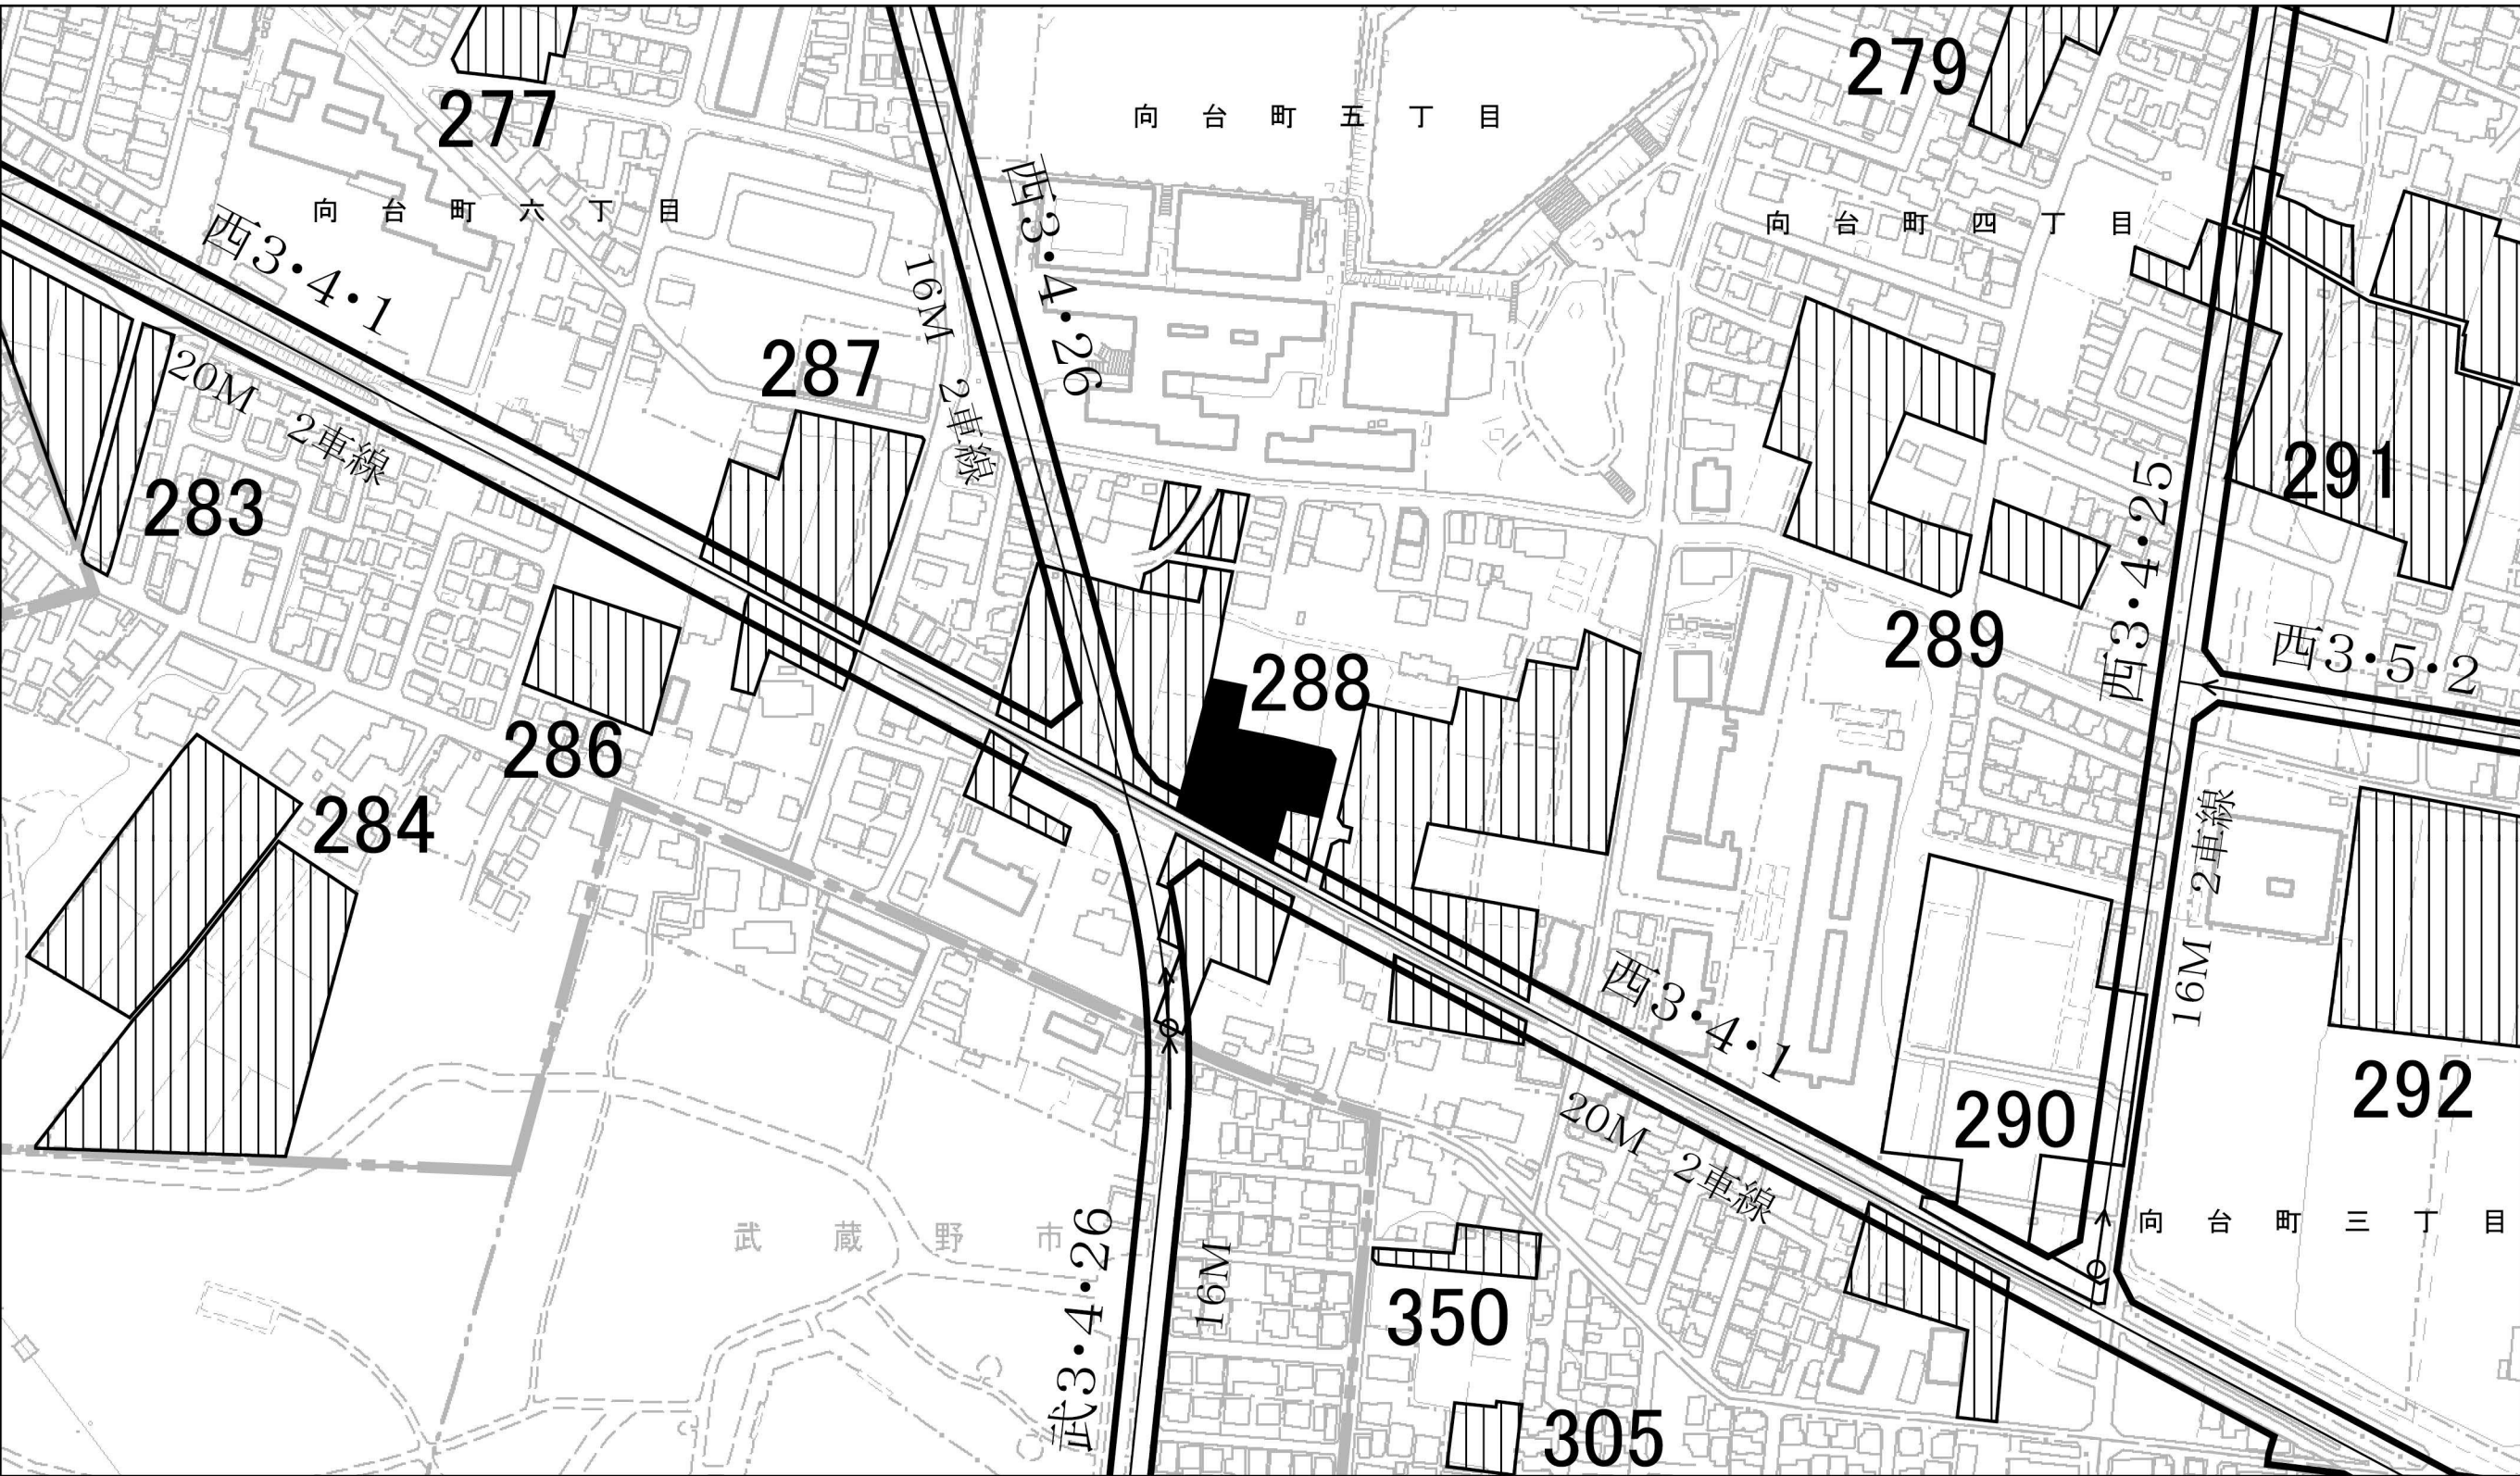 279
277
向台町五丁目
向台町六丁目
向台町四丁目
西3・4・1
西3・4・26
16M 2車線
287
20M 2車線
283
291
西3・4・25
289
西3・5・2
288
286
284
16M 2車線
西3・4・1
290
292
20M 2車線
武蔵野市
向台町三丁目
武3・4・26
16M
350
305